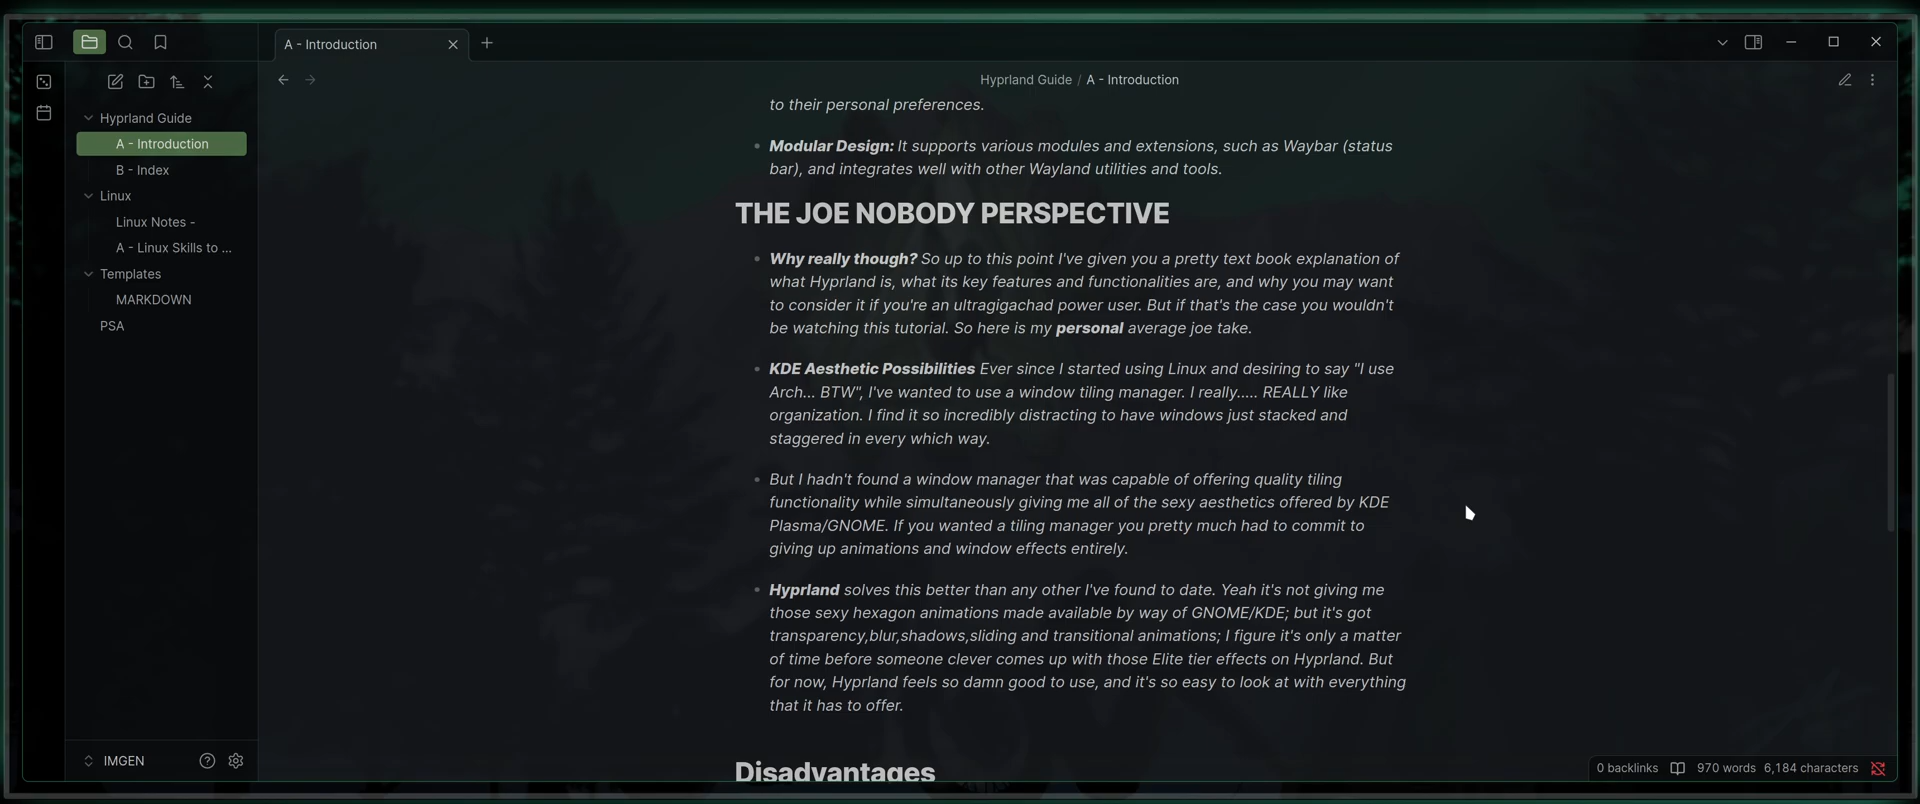 A - Introduction
Hyprland Guide / A - Introduction
Hyprland Guide
A - Introduction
B - Index
Linux
Linux Notes -
A - Linux Skills to ...
Templates
MARKDOWN
PSA
IMGEN
to their personal preferences.
Modular Design: It supports various modules and extensions, such as Waybar (status
bar), and integrates well with other Wayland utilities and tools.
THE JOE NOBODY PERSPECTIVE
Why really though? So up to this point I've given you a pretty text book explanation of
what Hyprland is, what its key features and functionalities are, and why you may want
to consider it if you're an ultragigachad power user. But if that's the case you wouldn't
be watching this tutorial. So here is my personal average joe take.
KDE Aesthetic Possibilities Ever since I started using Linux and desiring to say "I use
Arch... BTW", I've wanted to use a window tiling manager. I really..... REALLY like
organization. I find it so incredibly distracting to have windows just stacked and
staggered in every which way.
But I hadn't found a window manager that was capable of offering quality tiling
functionality while simultaneously giving me all of the sexy aesthetics offered by KDE
Plasma/GNOME. If you wanted a tiling manager you pretty much had to commit to
giving up animations and window effects entirely.
Hyprland solves this better than any other I've found to date. Yeah it's not giving me
those sexy hexagon animations made available by way of GNOME/KDE; but it's got
transparency,blur,shadows,sliding and transitional animations; I figure it's only a matter
of time before someone clever comes up with those Elite tier effects on Hyprland. But
for now, Hyprland feels so damn good to use, and it's so easy to look at with everything
that it has to offer.
Disadvantages
0 backlinks 970 words 6,184 characters